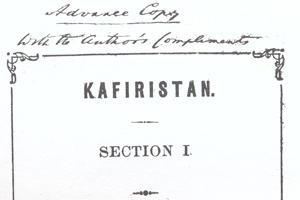 Advance Copy
With the Author's Compliments
KAFIRISTAN.
SECTION I.